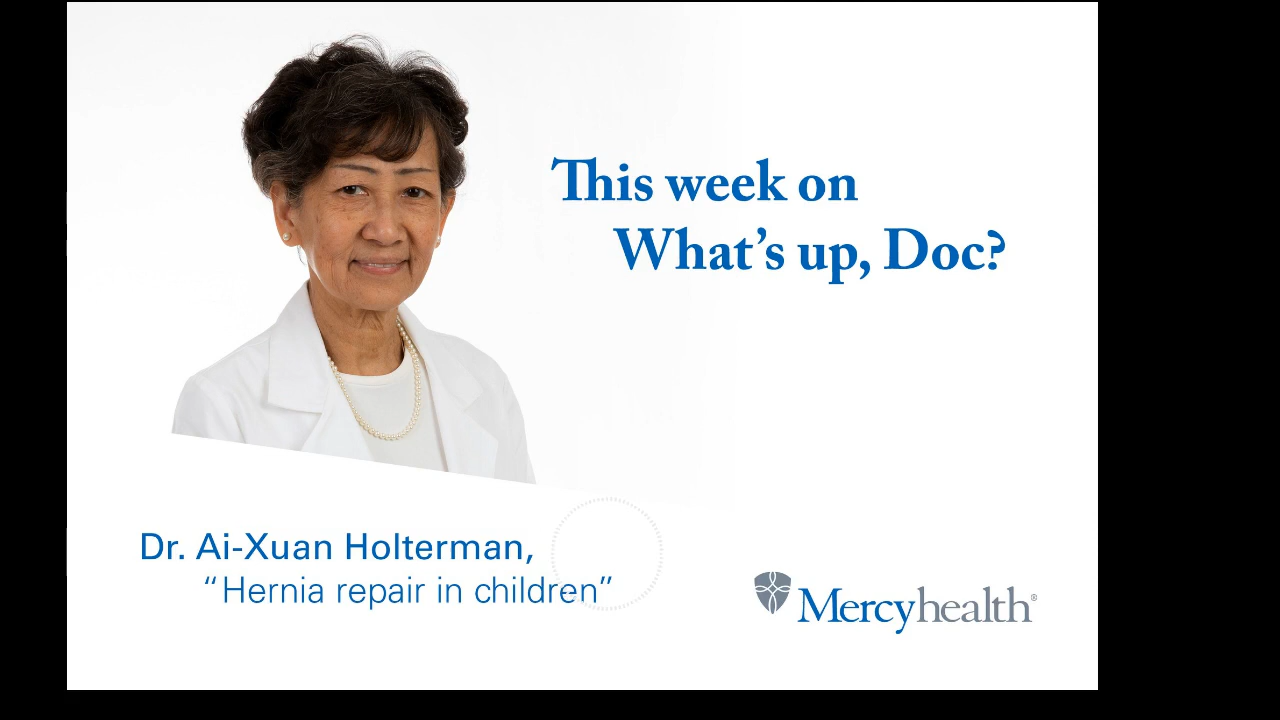 This week on
What's up, Doc?
Dr. Ai-Xuan Holterman,
“Hernia repair in children”
Mercyhealth®